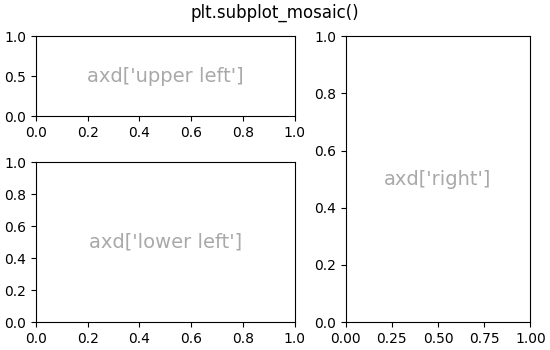 plt.subplot_mosaic()
1.0
0.5
0.0
axd['upper left']
0.0 0.2 0.4 0.6 0.8 1.0
1.0
0.8
0.6
0.4
0.2
0.0
axd['lower left']
0.0 0.2 0.4 0.6 0.8 1.0
1.0
0.8
0.6
0.4
0.2
0.0
axd['right']
0.00 0.25 0.50 0.75 1.00